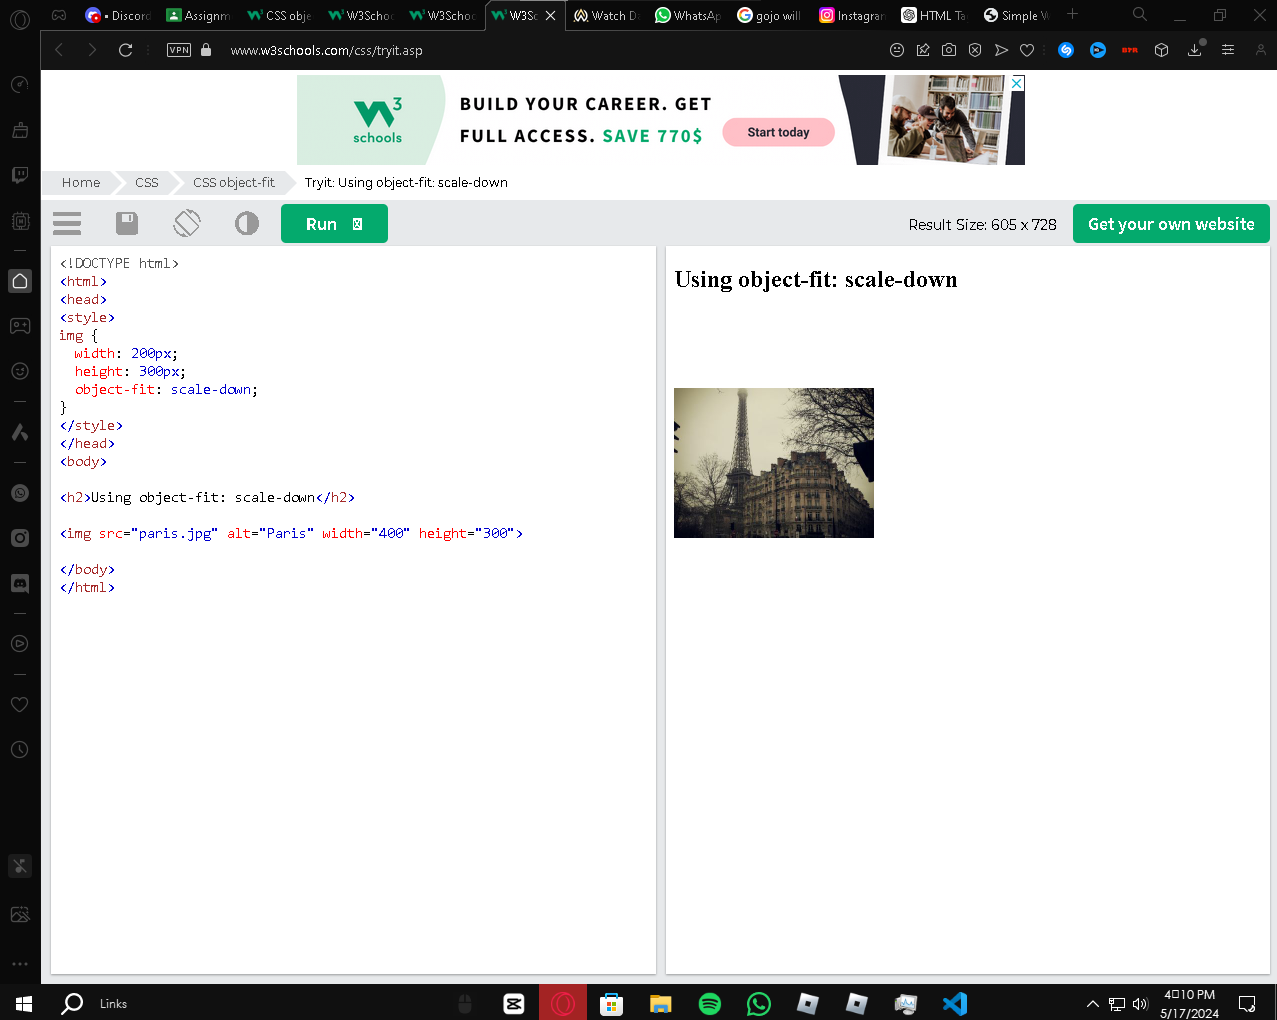 • Discord
Assignm
CSS obje
W3Schoo
W3Schoo
W3Sc
Watch Da
WhatsAp
gojo will
Instagram
HTML Ta
Simple W
VPN
www.w3schools.com/css/tryit.asp
3
schools
BUILD YOUR CAREER. GET
FULL ACCESS. SAVE 770$
Start today
Home
CSS
CSS object-fit
Tryit: Using object-fit: scale-down
Run
Result Size: 605 x 728
Get your own website
<!DOCTYPE html>
<html>
<head>
<style>
img {
width: 200px;
height: 300px;
object-fit: scale-down;
}
</style>
</head>
<body>
<h2>Using object-fit: scale-down</h2>
<img src="paris.jpg" alt="Paris" width="400" height="300">
</body>
</html>
Using object-fit: scale-down
Links
4:10 PM
5/17/2024